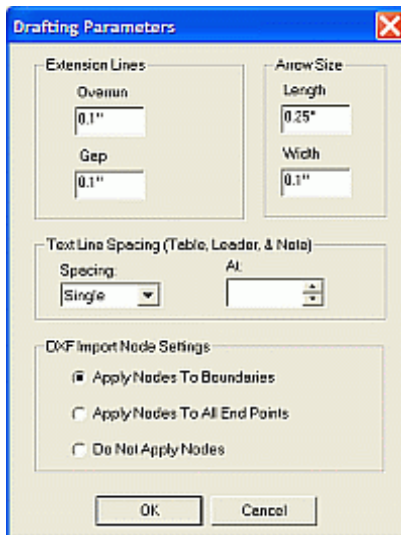 Drafting Parameters
Extension Lines
Overrun
0.1"
Gap
0.1"
Arrow Size
Length
0.25"
Width
0.1"
Text Line Spacing (Table, Leader, & Note)
Spacing:
Single
At:
DXF Import Node Settings
Apply Nodes To Boundaries
Apply Nodes To All End Points
Do Not Apply Nodes
OK
Cancel